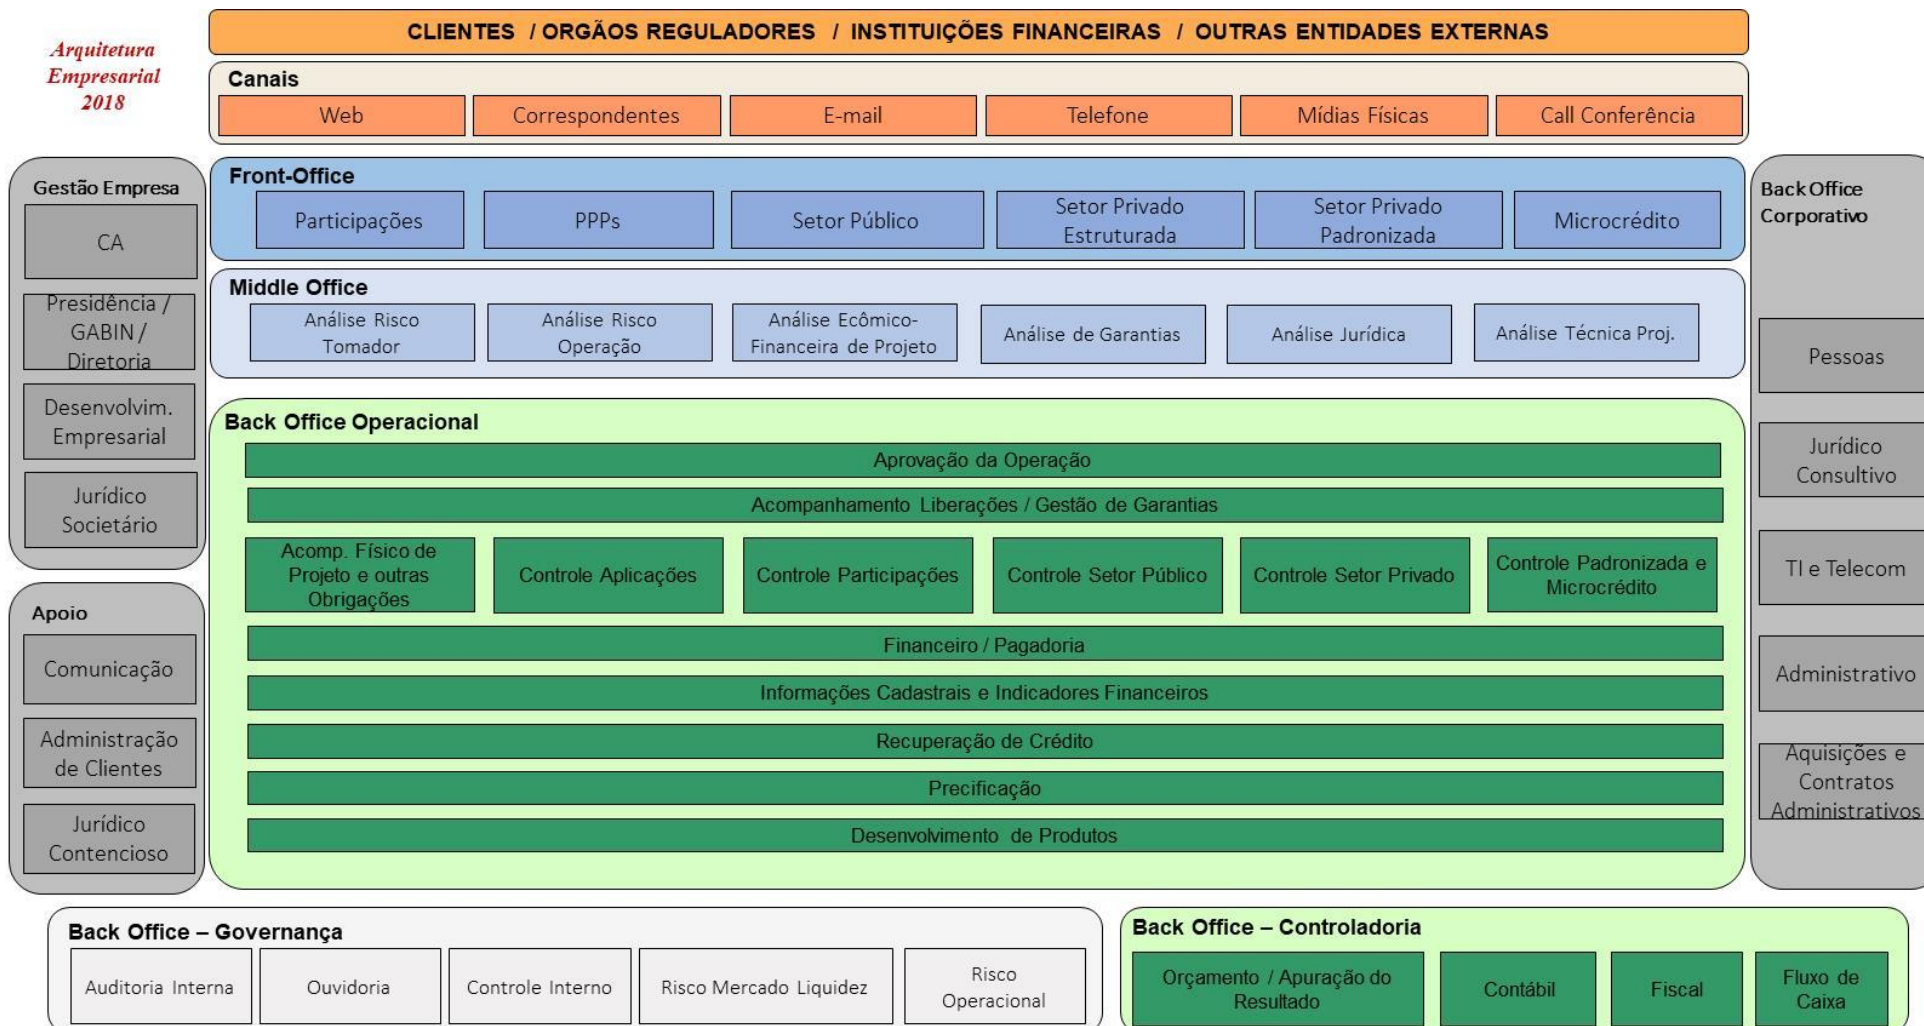 Arquitetura
Empresarial
2018
CLIENTES / ORGÃOS REGULADORES / INSTITUIÇÕES FINANCEIRAS / OUTRAS ENTIDADES EXTERNAS
Canais
Web
Correspondentes
E-mail
Telefone
Mídias Físicas
Call Conferência
Gestão Empresa
CA
Presidência /
GABIN /
Diretoria
Desenvolvim.
Empresarial
Jurídico
Societário
Apoio
Comunicação
Administração
de Clientes
Jurídico
Contencioso
Front-Office
Participações
PPPs
Setor Público
Setor Privado
Estruturada
Setor Privado
Padronizada
Microcrédito
Middle Office
Análise Risco
Tomador
Análise Risco
Operação
Análise Ecômico-
Financeira de Projeto
Análise de Garantias
Análise Jurídica
Análise Técnica Proj.
Back Office Operacional
Aprovação da Operação
Acompanhamento Liberações / Gestão de Garantias
Acomp. Físico de
Projeto e outras
Obrigações
Controle Aplicações
Controle Participações
Controle Setor Público
Controle Setor Privado
Controle Padronizada e
Microcrédito
Financeiro / Pagadoria
Informações Cadastrais e Indicadores Financeiros
Recuperação de Crédito
Precificação
Desenvolvimento de Produtos
Back Office
Corporativo
Pessoas
Jurídico
Consultivo
TI e Telecom
Administrativo
Aquisições e
Contratos
Administrativos
Back Office – Governança
Auditoria Interna
Ouvidoria
Controle Interno
Risco Mercado Liquidez
Risco
Operacional
Back Office – Controladoria
Orçamento / Apuração do
Resultado
Contábil
Fiscal
Fluxo de
Caixa